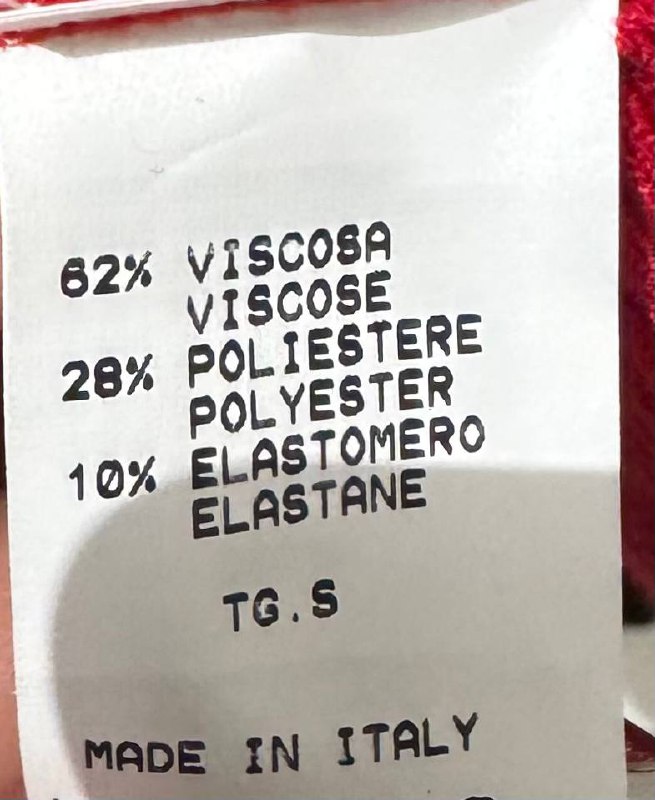 62% VISCOSA
VISCOSE
28% POLIESTERE
POLYESTER
10% ELASTOMERO
ELASTANE
TG.S
MADE IN ITALY